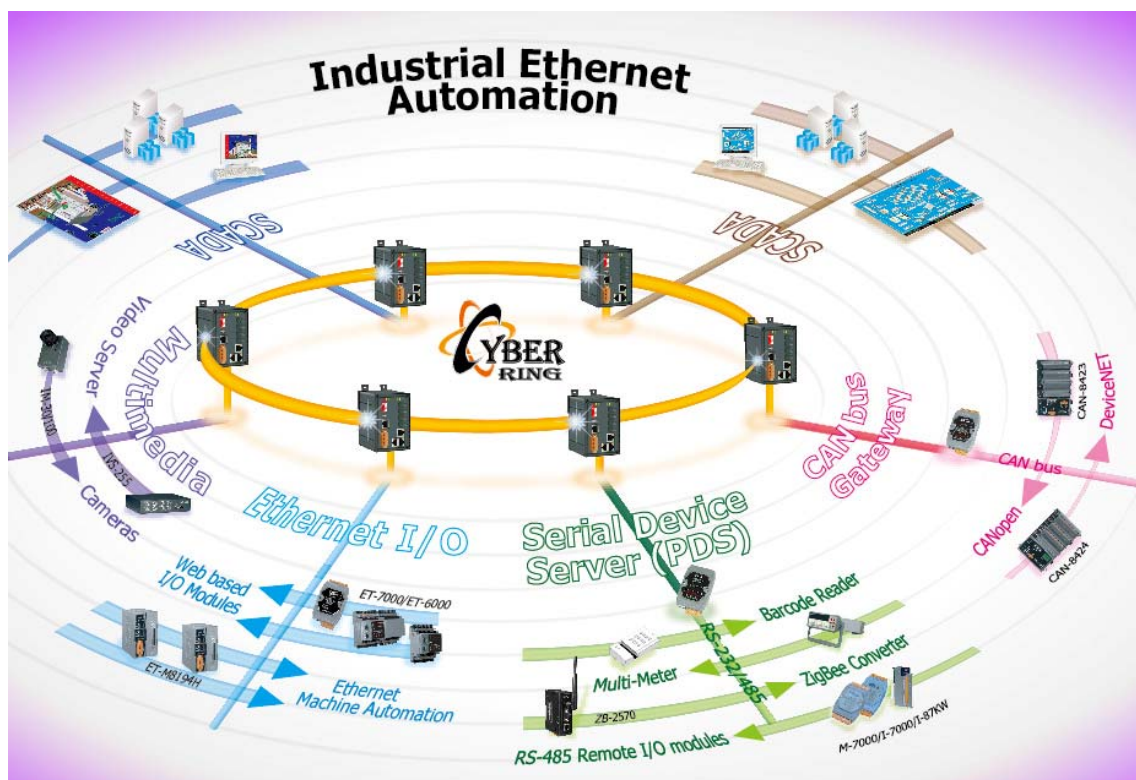 Industrial Ethernet
Automation
SCADA
SCADA
CYBER
RING
Video Server
Multimedia
IVS-255
Cameras
Ethernet I/O
Web based
I/O Modules
ET-7000/ET-6000
ET-M8194H
Ethernet
Machine Automation
Serial Device
Server (PDS)
RS-232/485
Barcode Reader
Multi-Meter
ZigBee Converter
ZB-2570
RS-485 Remote I/O modules
M-7000/I-7000/I-87KW
CAN bus
Gateway
CAN bus
CAN-8423
DeviceNET
CANopen
CAN-8424